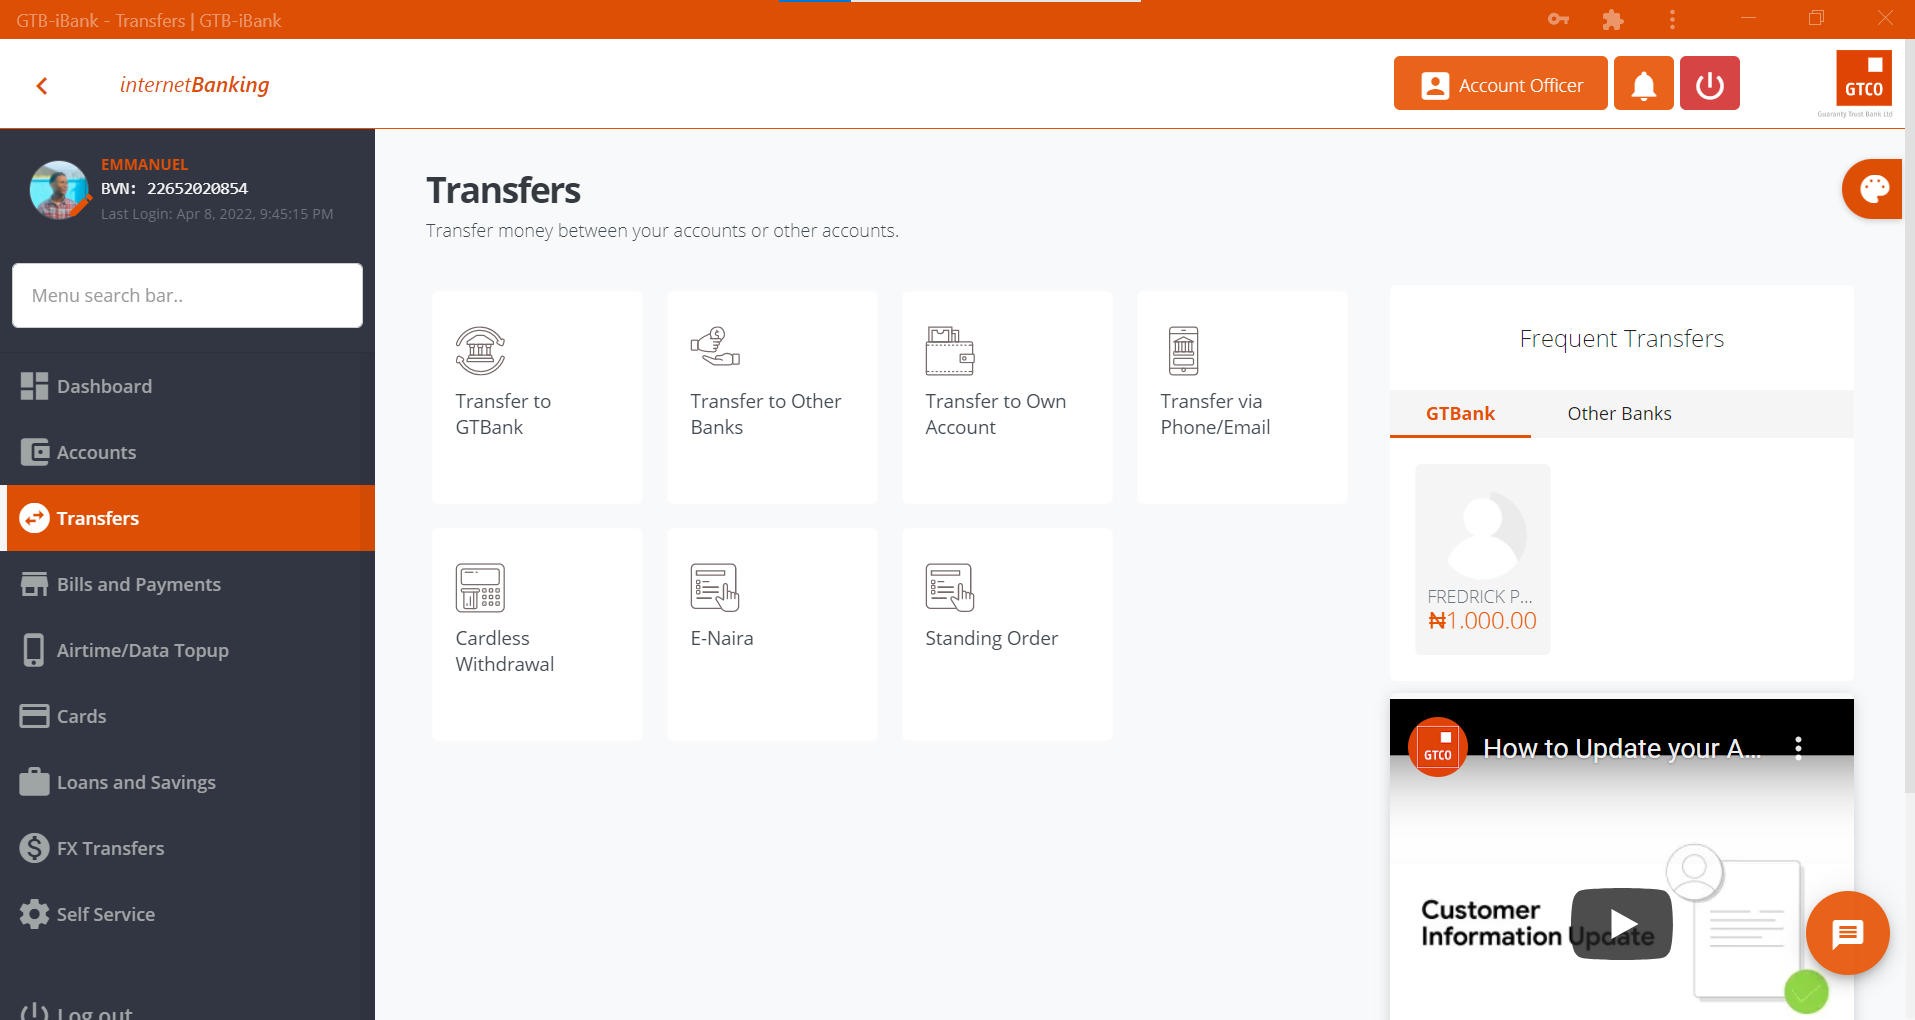 GTB-iBank - Transfers | GTB-iBank
internetBanking
Account Officer
GTCO
Guaranty Trust Bank Ltd
EMMANUEL
BVN: 22652020854
Last Login: Apr 8, 2022, 9:45:15 PM
Menu search bar..
Dashboard
Accounts
Transfers
Bills and Payments
Airtime/Data Topup
Cards
Loans and Savings
FX Transfers
Self Service
Log out
Transfers
Transfer money between your accounts or other accounts.
Transfer to
GTBank
Transfer to Other
Banks
Transfer to Own
Account
Transfer via
Phone/Email
Cardless
Withdrawal
E-Naira
Standing Order
Frequent Transfers
GTBank
Other Banks
FREDRICK P...
₦1.000.00
GTCO
How to Update your A...
Customer
Information Update